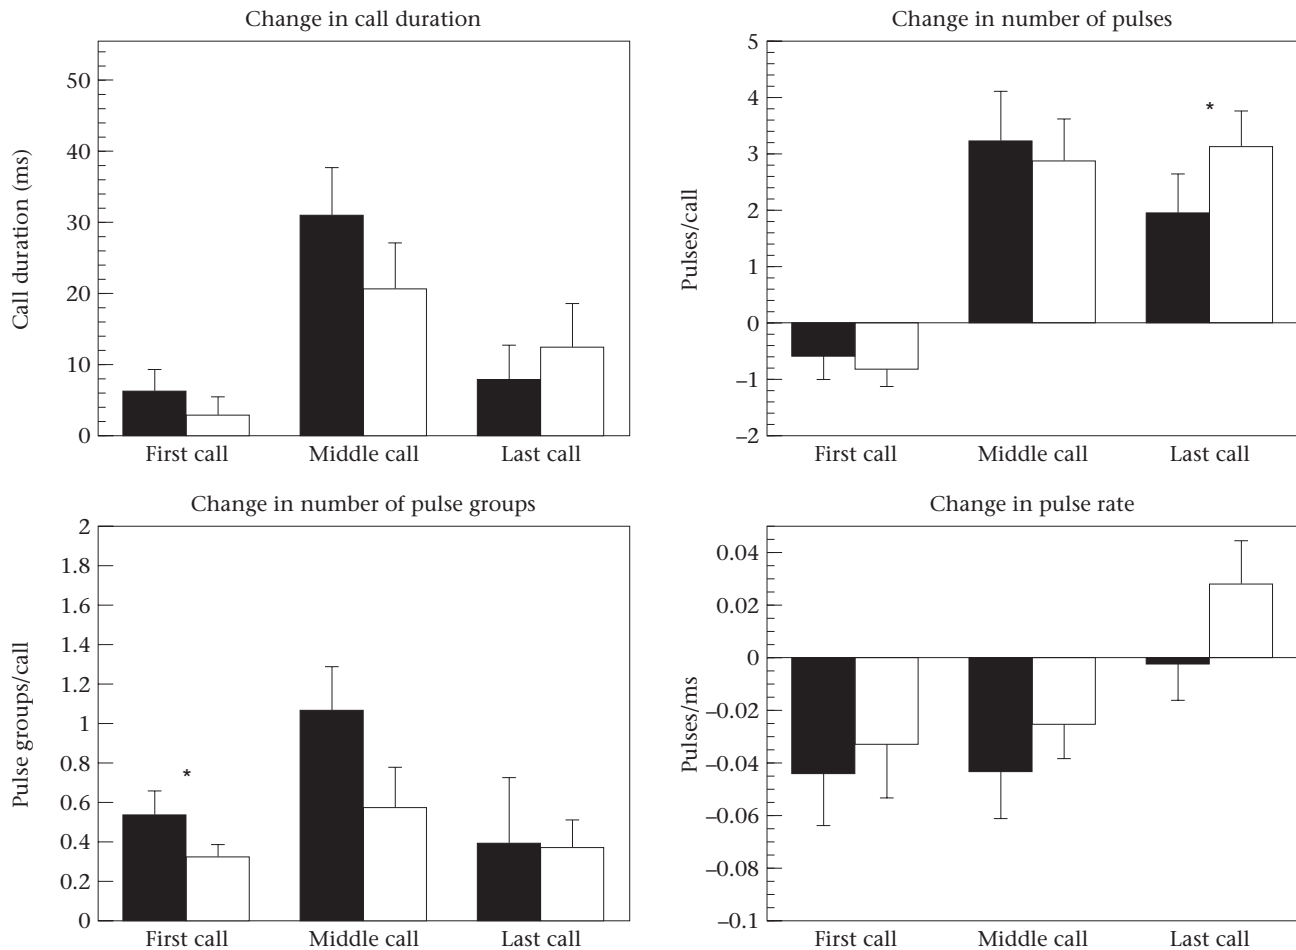 Change in call duration
Call duration (ms)
50
40
30
20
10
0
First call Middle call Last call
Change in number of pulses
Pulses/call
5
4
3
2
1
0
–1
–2
*
First call Middle call Last call
Change in number of pulse groups
Pulse groups/call
2
1.8
1.6
1.4
1.2
1
0.8
0.6
0.4
0.2
0
*
First call Middle call Last call
Change in pulse rate
Pulses/ms
0.04
0.02
0
–0.02
–0.04
–0.06
–0.08
–0.1
First call Middle call Last call